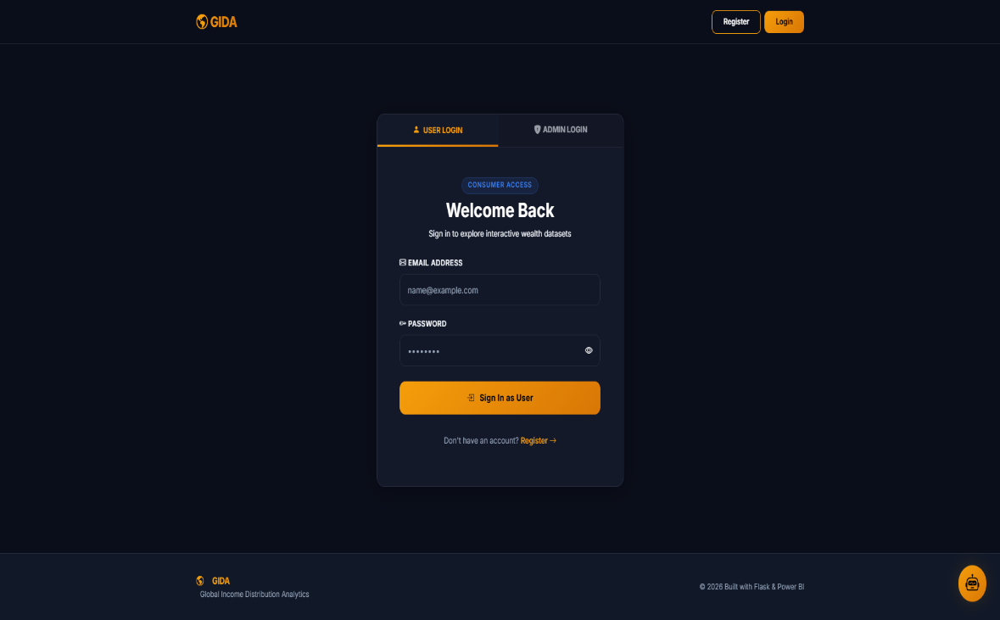 GIDA
Register
Login
USER LOGIN
ADMIN LOGIN
CONSUMER ACCESS
Welcome Back
Sign in to explore interactive wealth datasets
EMAIL ADDRESS
name@example.com
PASSWORD
••••••••
Sign In as User
Don't have an account? Register →
GIDA
Global Income Distribution Analytics
© 2026 Built with Flask & Power BI